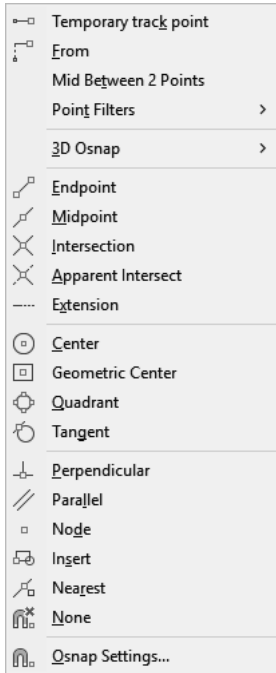 Temporary track point
From
Mid Between 2 Points
Point Filters
3D Osnap
Endpoint
Midpoint
Intersection
Apparent Intersect
Extension
Center
Geometric Center
Quadrant
Tangent
Perpendicular
Parallel
Node
Insert
Nearest
None
Osnap Settings...